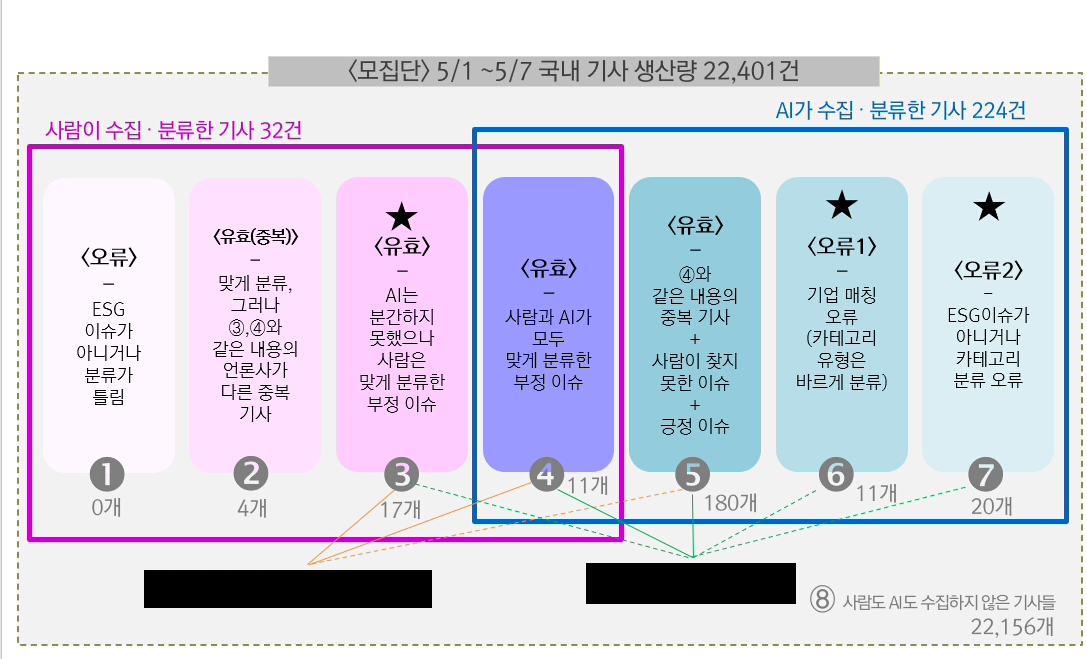 〈모집단〉 5/1 ~5/7 국내 기사 생산량 22,401건
사람이 수집 · 분류한 기사 32건
AI가 수집 · 분류한 기사 224건
〈오류〉
–
ESG
이슈가
아니거나
분류가
틀림
❶
0개
〈유효(중복)〉
–
맞게 분류,
그러나
③,④와
같은 내용의
언론사가
다른 중복
기사
❷
4개
★
〈유효〉
–
AI는
분간하지
못했으나
사람은
맞게 분류한
부정 이슈
❸
17개
〈유효〉
–
사람과 AI가
모두
맞게 분류한
부정 이슈
❹
11개
〈유효〉
–
④와
같은 내용의
중복 기사
+
사람이 찾지
못한 이슈
+
긍정 이슈
❺
180개
★
〈오류1〉
–
기업 매칭
오류
(카테고리
유형은
바르게 분류)
❻
11개
★
〈오류2〉
–
ESG이슈가
아니거나
카테고리
분류 오류
❼
20개
⑧ 사람도 AI도 수집하지 않은 기사들
22,156개